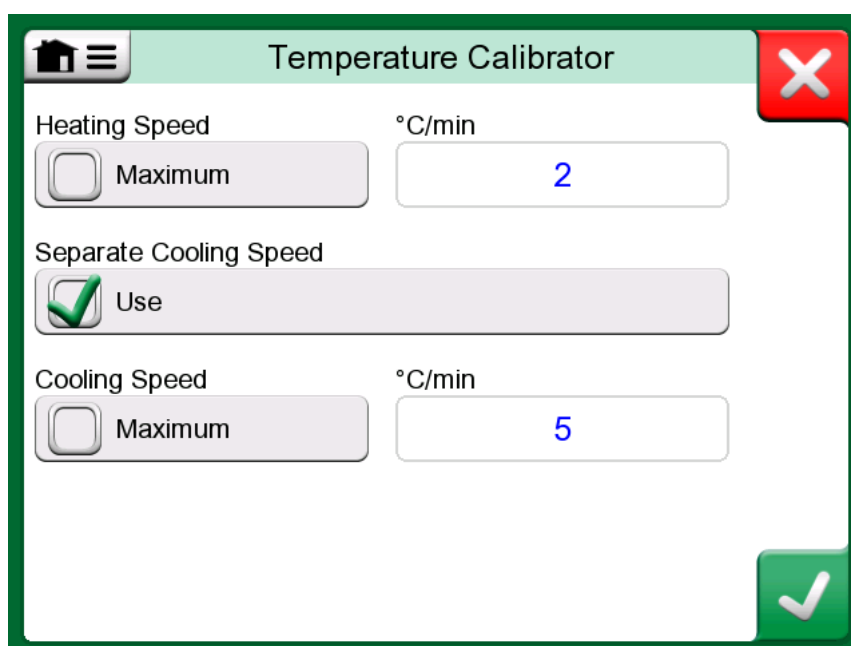 Temperature Calibrator
Heating Speed °C/min
Maximum 2
Separate Cooling Speed
Use
Cooling Speed °C/min
Maximum 5